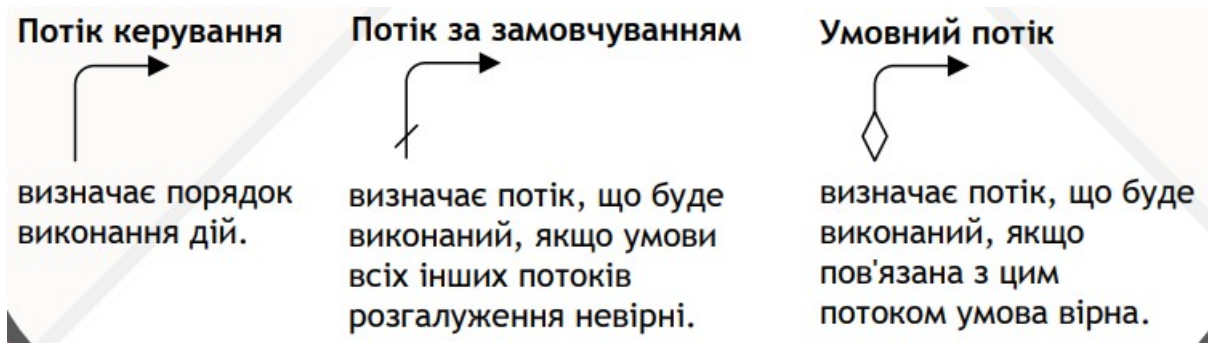 Потік керування
визначає порядок
виконання дій.
Потік за замовчуванням
визначає потік, що буде
виконаний, якщо умови
всіх інших потоків
розгалуження невірні.
Умовний потік
визначає потік, що буде
виконаний, якщо
пов'язана з цим
потоком умова вірна.